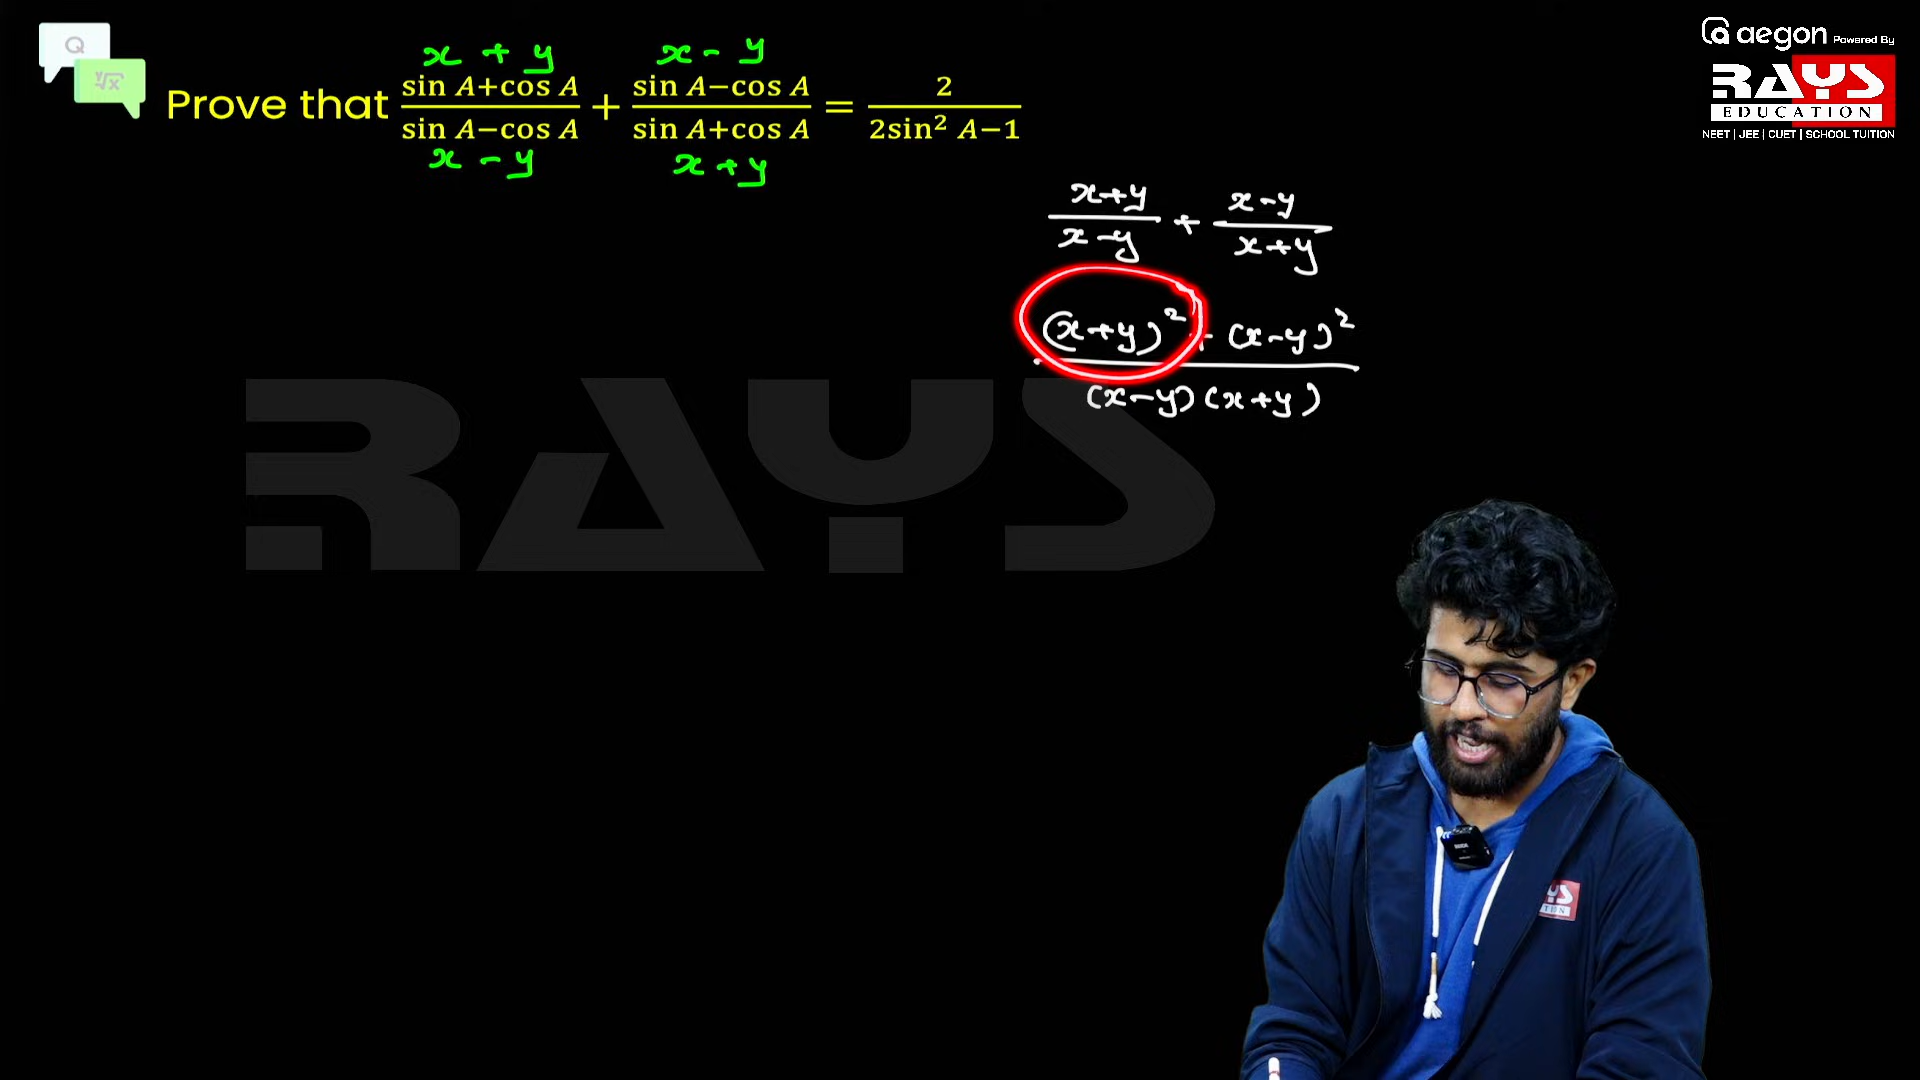 Q
√x
aegon Powered By
RAYS
EDUCATION
NEET | JEE | CUET | SCHOOL TUITION
x + y    x - y
Prove that (sin A+cos A)/(sin A−cos A) + (sin A−cos A)/(sin A+cos A) = 2/(2sin² A−1)
x - y    x + y
(x+y)/(x-y) + (x-y)/(x+y)
((x+y)² + (x-y)²)/((x-y)(x+y))
RAYS